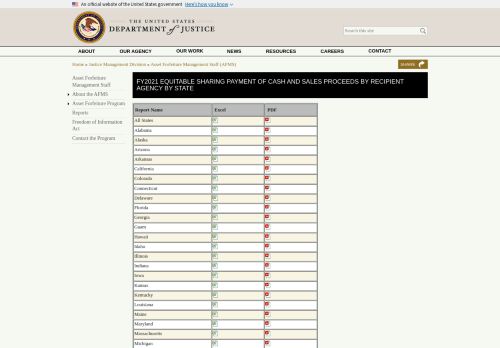 An official website of the United States government Here's how you know
THE UNITED STATES
DEPARTMENT of JUSTICE
Search this site
ABOUT OUR AGENCY OUR WORK NEWS RESOURCES CAREERS CONTACT
Home » Justice Management Division » Asset Forfeiture Management Staff (AFMS)
SHARE
Asset Forfeiture Management Staff
About the AFMS
Asset Forfeiture Program
Reports
Freedom of Information Act
Contact the Program
FY2021 EQUITABLE SHARING PAYMENT OF CASH AND SALES PROCEEDS BY RECIPIENT
AGENCY BY STATE
Report Name Excel PDF
All States
Alabama
Alaska
Arizona
Arkansas
California
Colorado
Connecticut
Delaware
Florida
Georgia
Guam
Hawaii
Idaho
Illinois
Indiana
Iowa
Kansas
Kentucky
Louisiana
Maine
Maryland
Massachusetts
Michigan